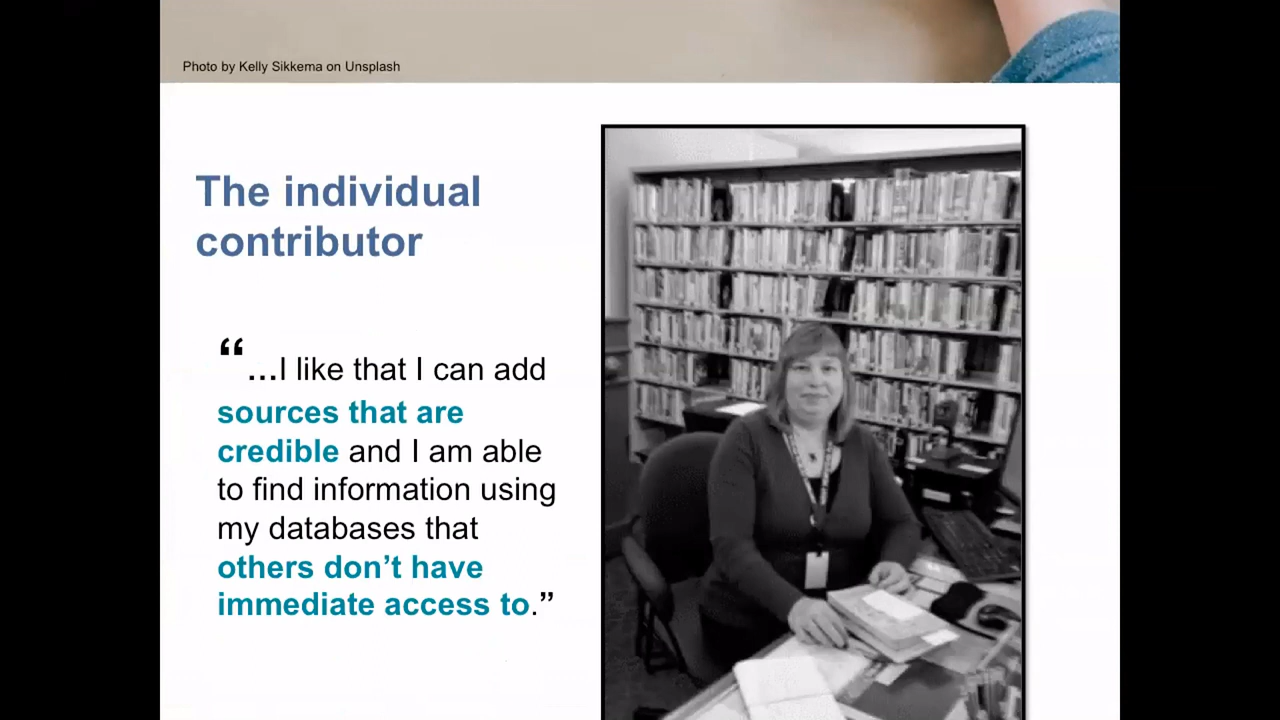 Photo by Kelly Sikkema on Unsplash
The individual
contributor
“…I like that I can add
sources that are
credible and I am able
to find information using
my databases that
others don’t have
immediate access to.”